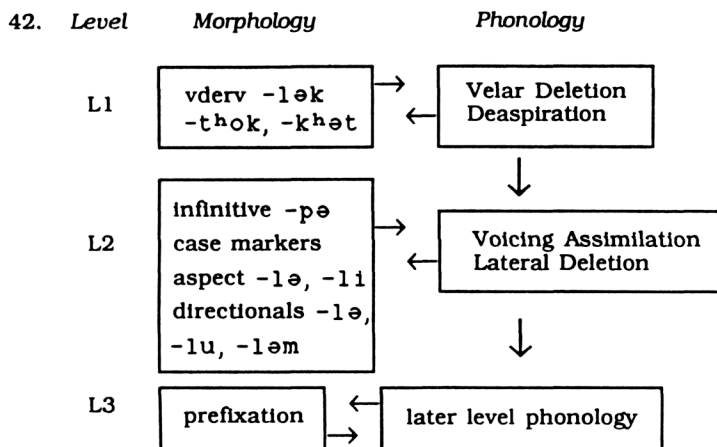 42. Level Morphology Phonology
L1
vderv -lək
-tʰok, -kʰət
Velar Deletion
Deaspiration
L2
infinitive -pə
case markers
aspect -lə, -li
directionals -lə,
-lu, -ləm
Voicing Assimilation
Lateral Deletion
L3
prefixation
later level phonology